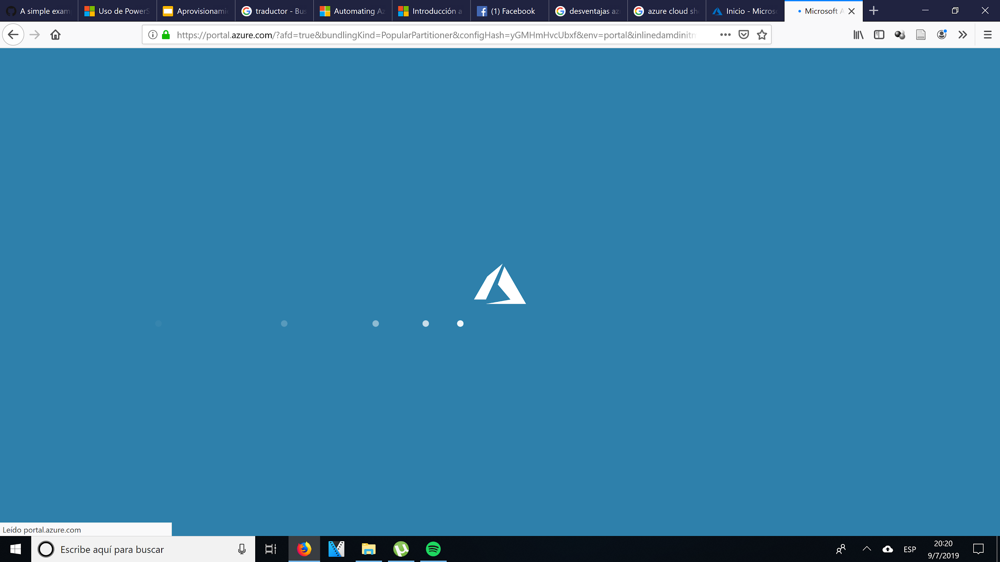 A simple exam
Uso de PowerS
Aprovisionamie
traductor - Bus
Automating Az
Introducción a
(1) Facebook
desventajas az
azure cloud sh
Inicio - Micros
Microsoft A
https://portal.azure.com/?afd=true&bundlingKind=PopularPartitioner&configHash=yGMHmHvcUbxf&env=portal&inlinedamdinitm
Leído portal.azure.com
Escribe aquí para buscar
ESP
20:20
9/7/2019